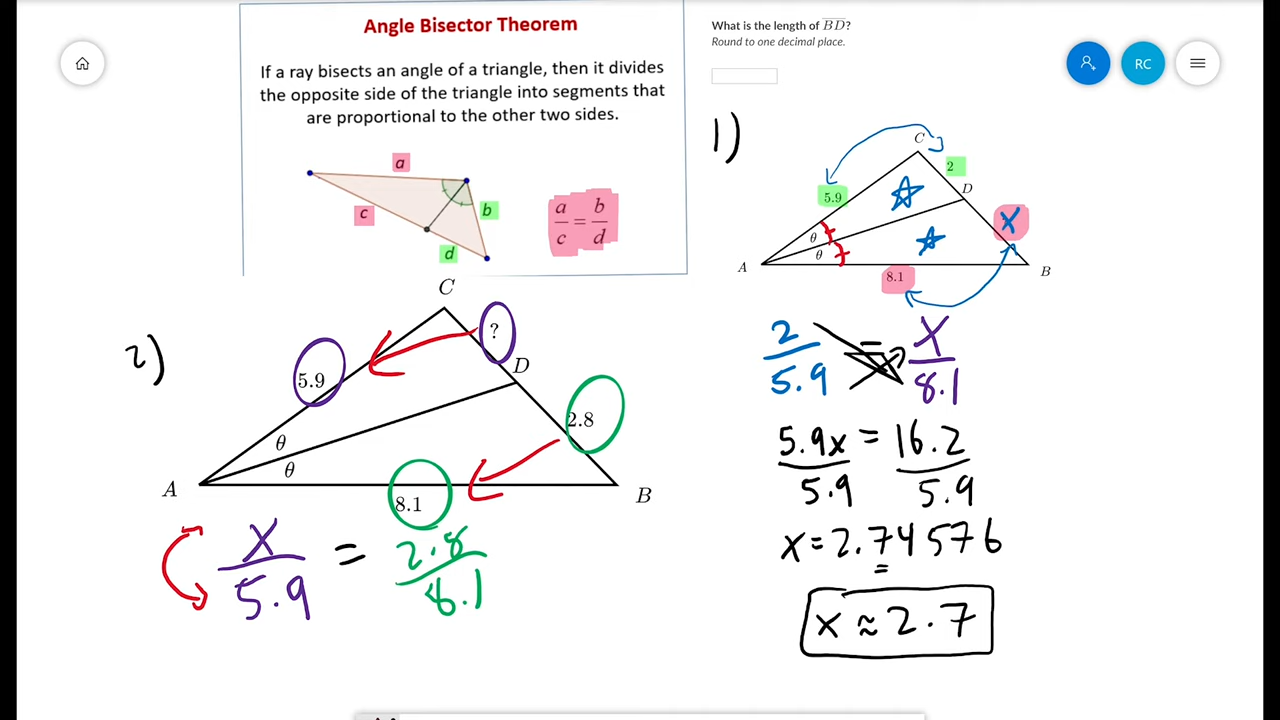 Angle Bisector Theorem
If a ray bisects an angle of a triangle, then it divides
the opposite side of the triangle into segments that
are proportional to the other two sides.
a
c
b
d
a/c = b/d
What is the length of BD?
Round to one decimal place.
RC
1)
C
2
D
5.9
X
θ
θ
A
8.1
B
2/5.9 = X/8.1
5.9x/5.9 = 16.2/5.9
x = 2.74576
x ≈ 2.7
2)
C
?
D
5.9
2.8
θ
θ
A
8.1
B
x/5.9 = 2.8/8.1